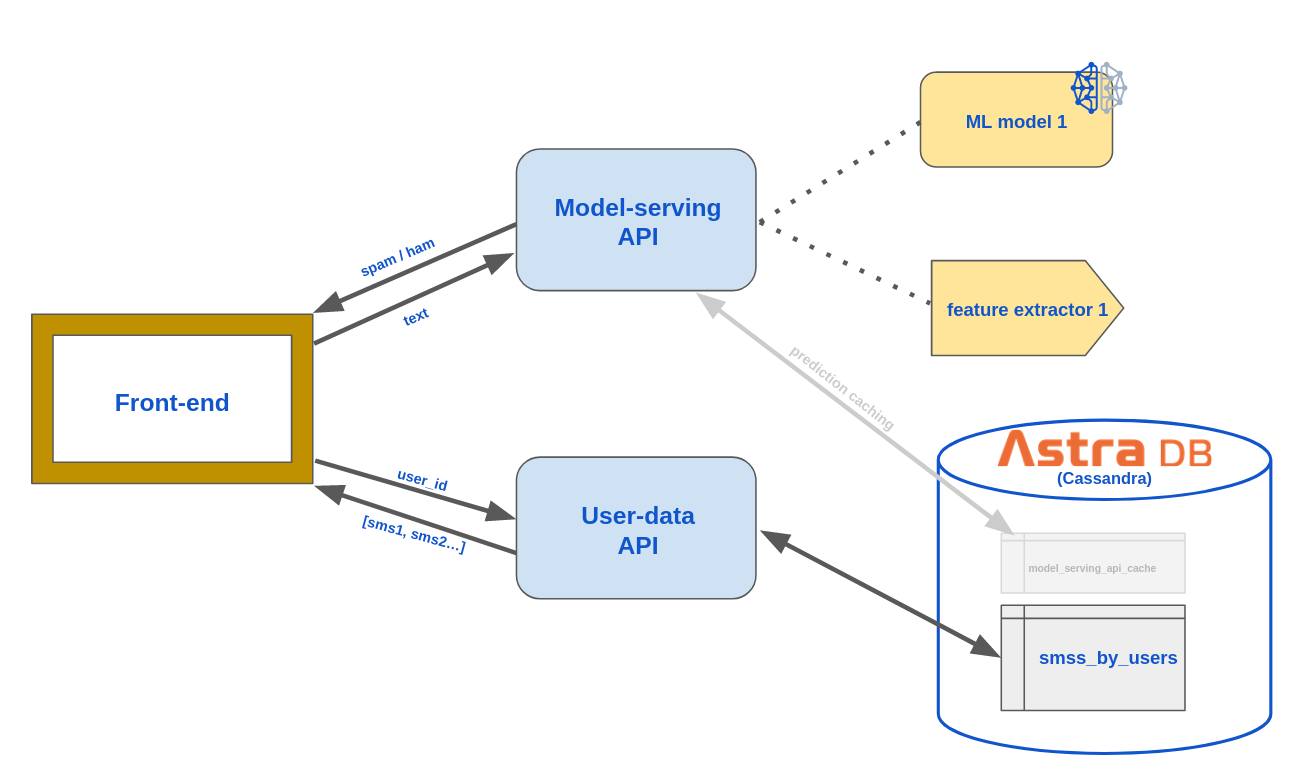 ML model 1
Model-serving
API
spam / ham
text
feature extractor 1
prediction caching
Front-end
Astra DB
(Cassandra)
user_id
[sms1, sms2...]
User-data
API
model_serving_api_cache
smss_by_users